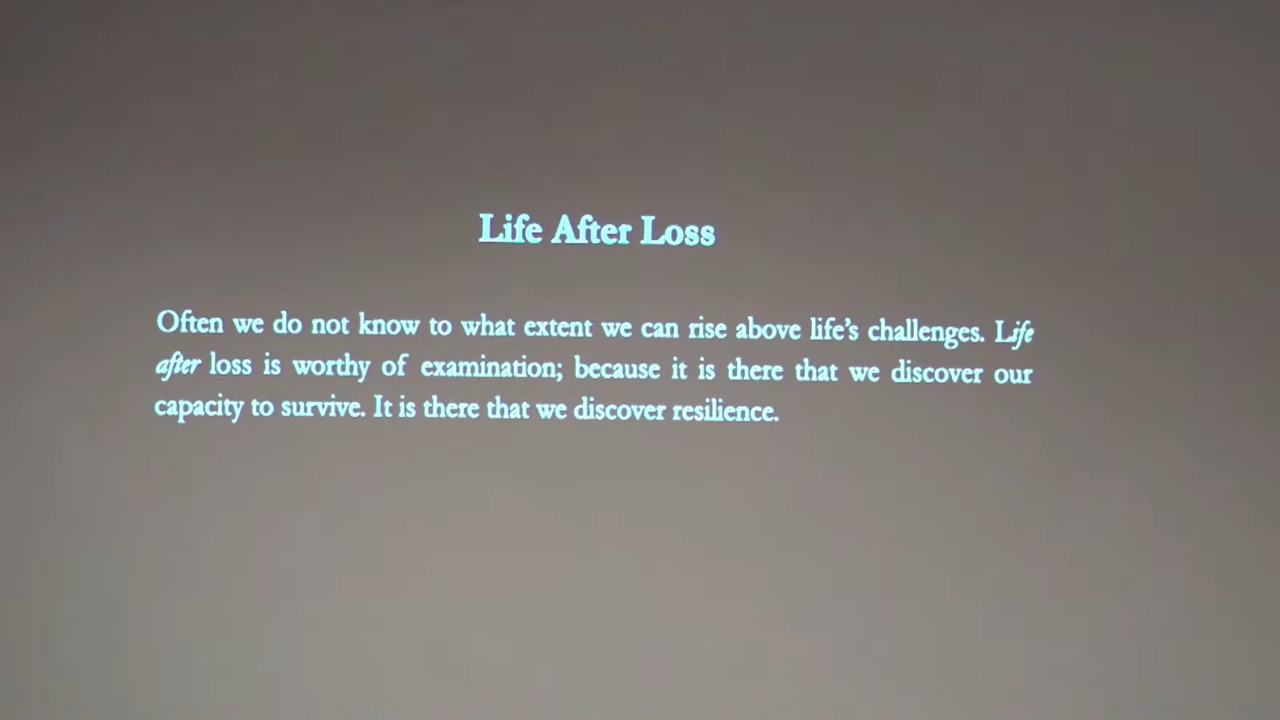 Life After Loss
Often we do not know to what extent we can rise above life’s challenges. Life
after loss is worthy of examination; because it is there that we discover our
capacity to survive. It is there that we discover resilience.